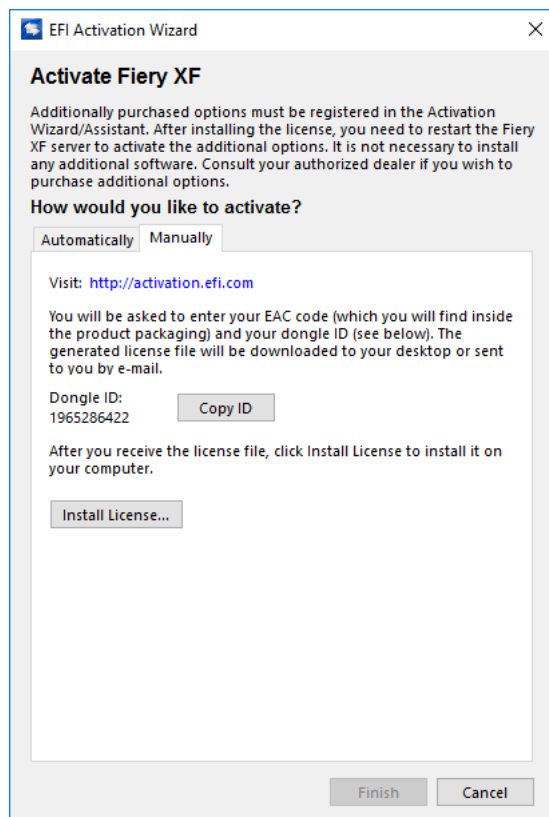 EFI Activation Wizard
Activate Fiery XF
Additionally purchased options must be registered in the Activation
Wizard/Assistant. After installing the license, you need to restart the Fiery
XF server to activate the additional options. It is not necessary to install
any additional software. Consult your authorized dealer if you wish to
purchase additional options.
How would you like to activate?
Automatically Manually
Visit: http://activation.efi.com
You will be asked to enter your EAC code (which you will find inside
the product packaging) and your dongle ID (see below). The
generated license file will be downloaded to your desktop or sent
to you by e-mail.
Dongle ID:
1965286422
Copy ID
After you receive the license file, click Install License to install it on
your computer.
Install License...
Finish Cancel